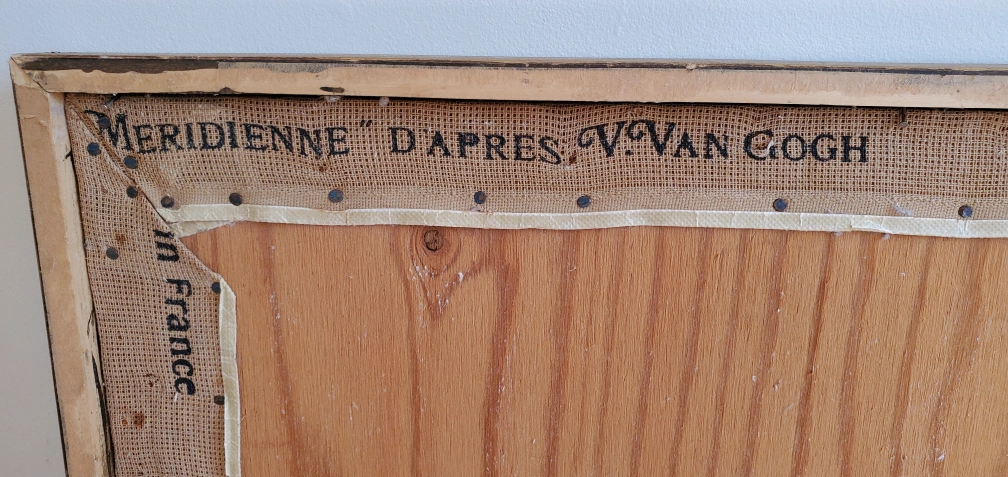 MERIDIENNE" D'APRES V. VAN GOGH
in France